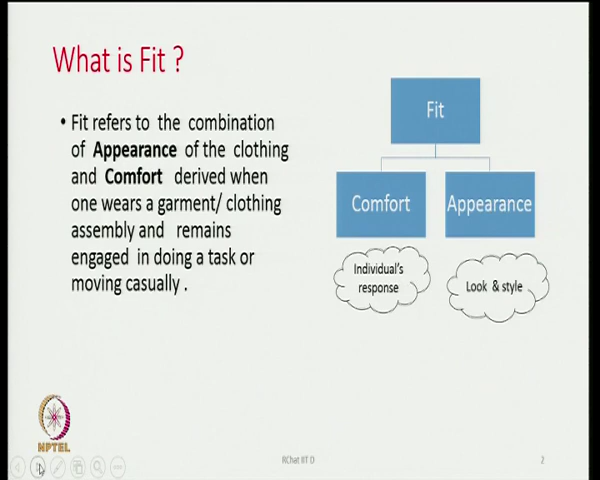 What is Fit ?
• Fit refers to the combination
of Appearance of the clothing
and Comfort derived when
one wears a garment/ clothing
assembly and remains
engaged in doing a task or
moving casually .
Fit
Comfort
Appearance
Individual's
response
Look & style
NPTEL
RChat IIT D
2